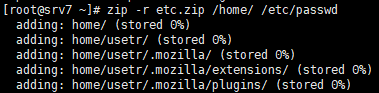 [root@srv7 ~]# zip -r etc.zip /home/ /etc/passwd
  adding: home/ (stored 0%)
  adding: home/usetr/ (stored 0%)
  adding: home/usetr/.mozilla/ (stored 0%)
  adding: home/usetr/.mozilla/extensions/ (stored 0%)
  adding: home/usetr/.mozilla/plugins/ (stored 0%)